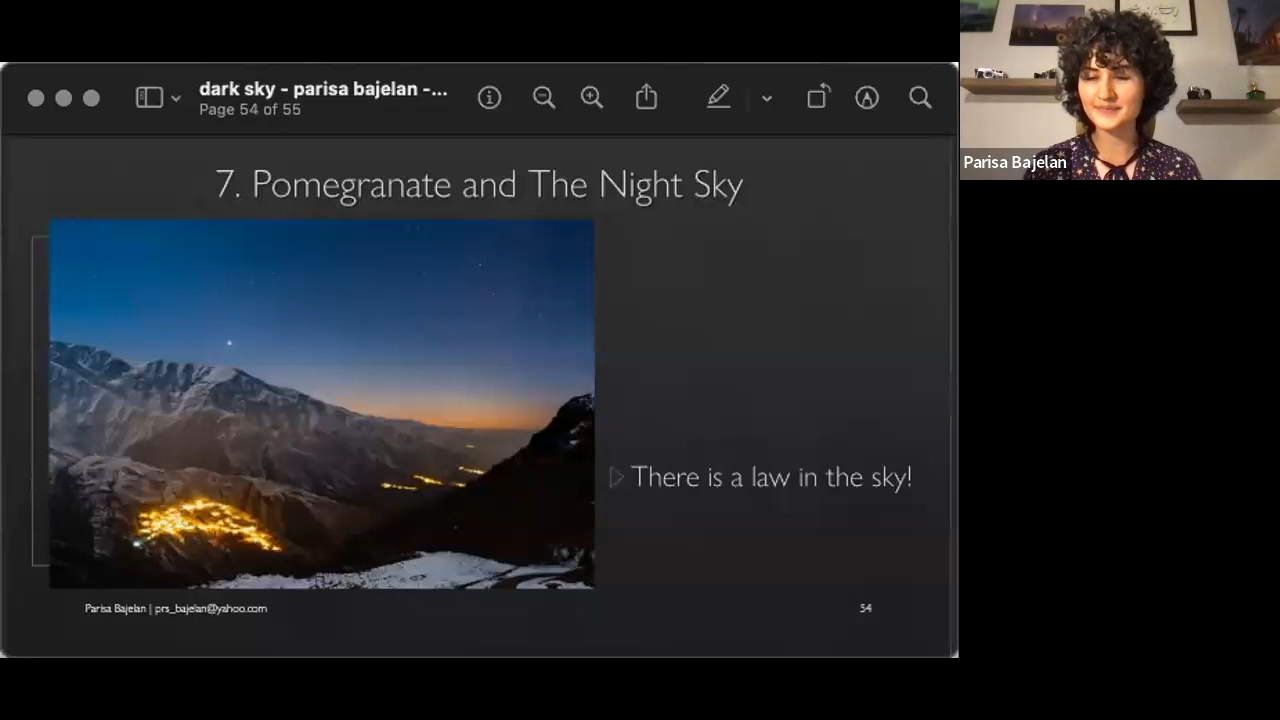 dark sky - parisa bajelan -...
Page 54 of 55
Parisa Bajelan
7. Pomegranate and The Night Sky
There is a law in the sky!
Parisa Bajelan | prs_bajelan@yahoo.com
54